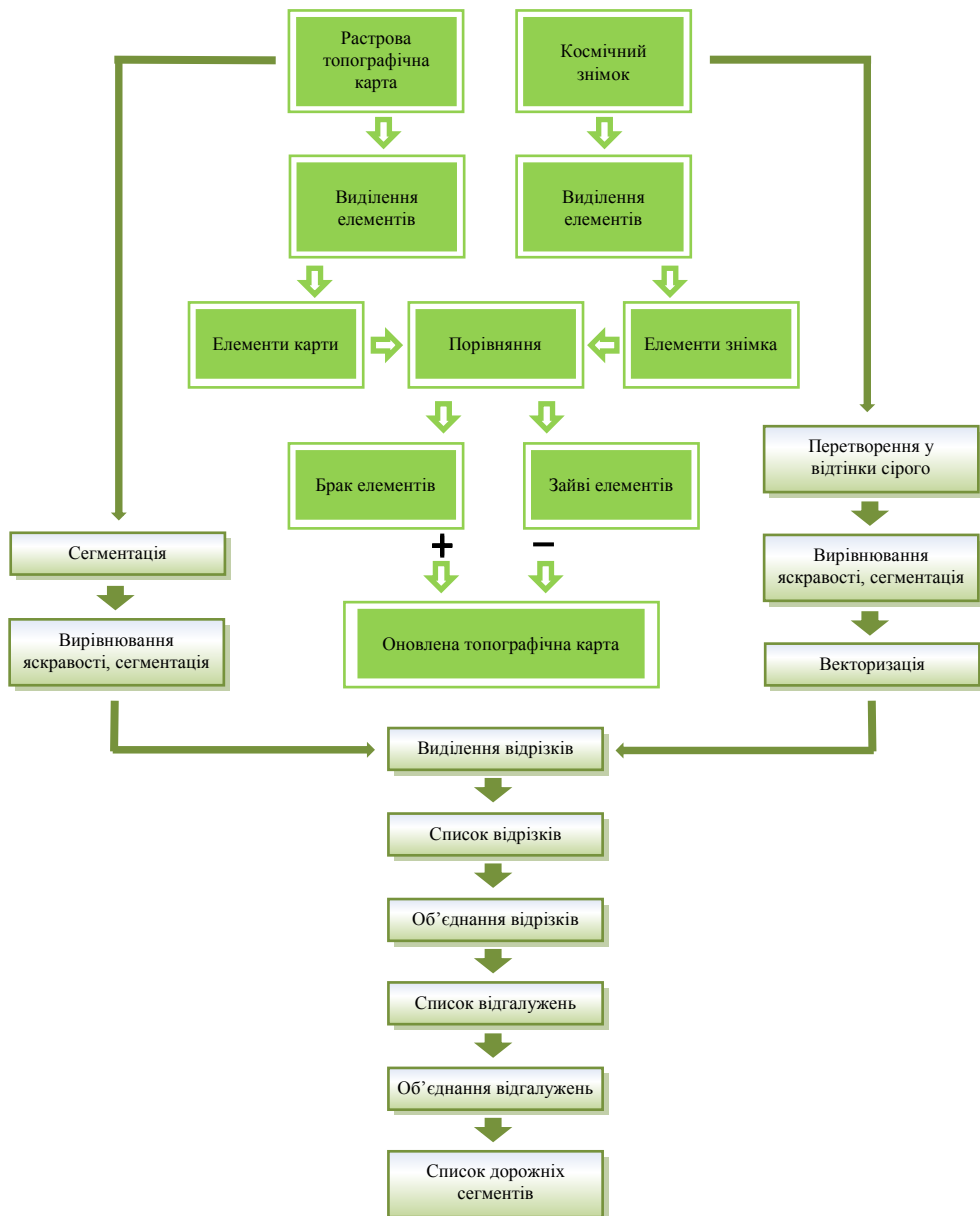 Растрова
топографічна
карта
Космічний
знімок
Виділення
елементів
Виділення
елементів
Елементи карти
Порівняння
Елементи знімка
Брак елементів
Зайві елементів
+
−
Оновлена топографічна карта
Сегментація
Вирівнювання
яскравості, сегментація
Перетворення у
відтінки сірого
Вирівнювання
яскравості, сегментація
Векторизація
Виділення відрізків
Список відрізків
Об’єднання відрізків
Список відгалужень
Об’єднання відгалужень
Список дорожніх
сегментів